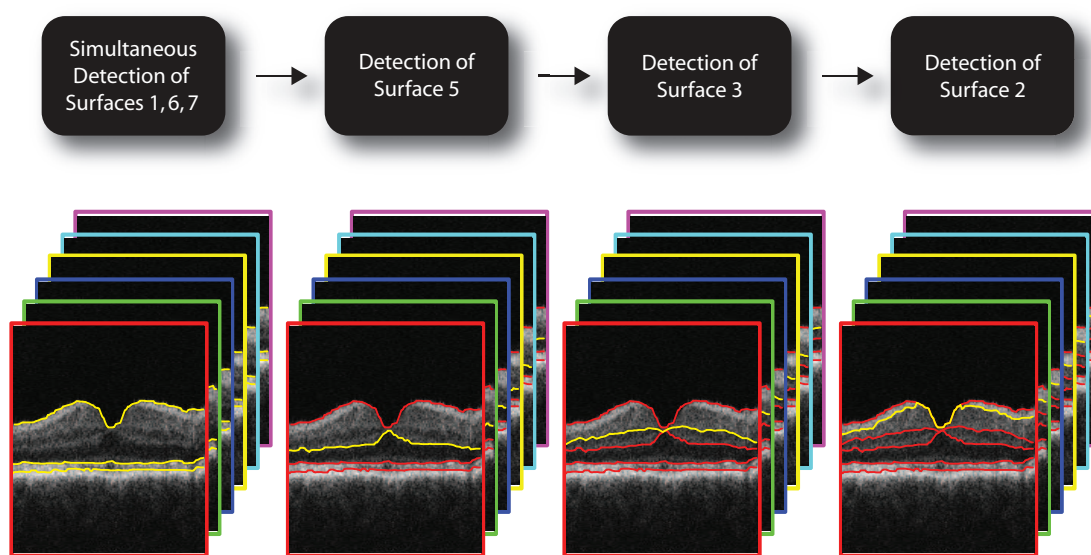 Simultaneous
Detection of
Surfaces 1, 6, 7
Detection of
Surface 5
Detection of
Surface 3
Detection of
Surface 2